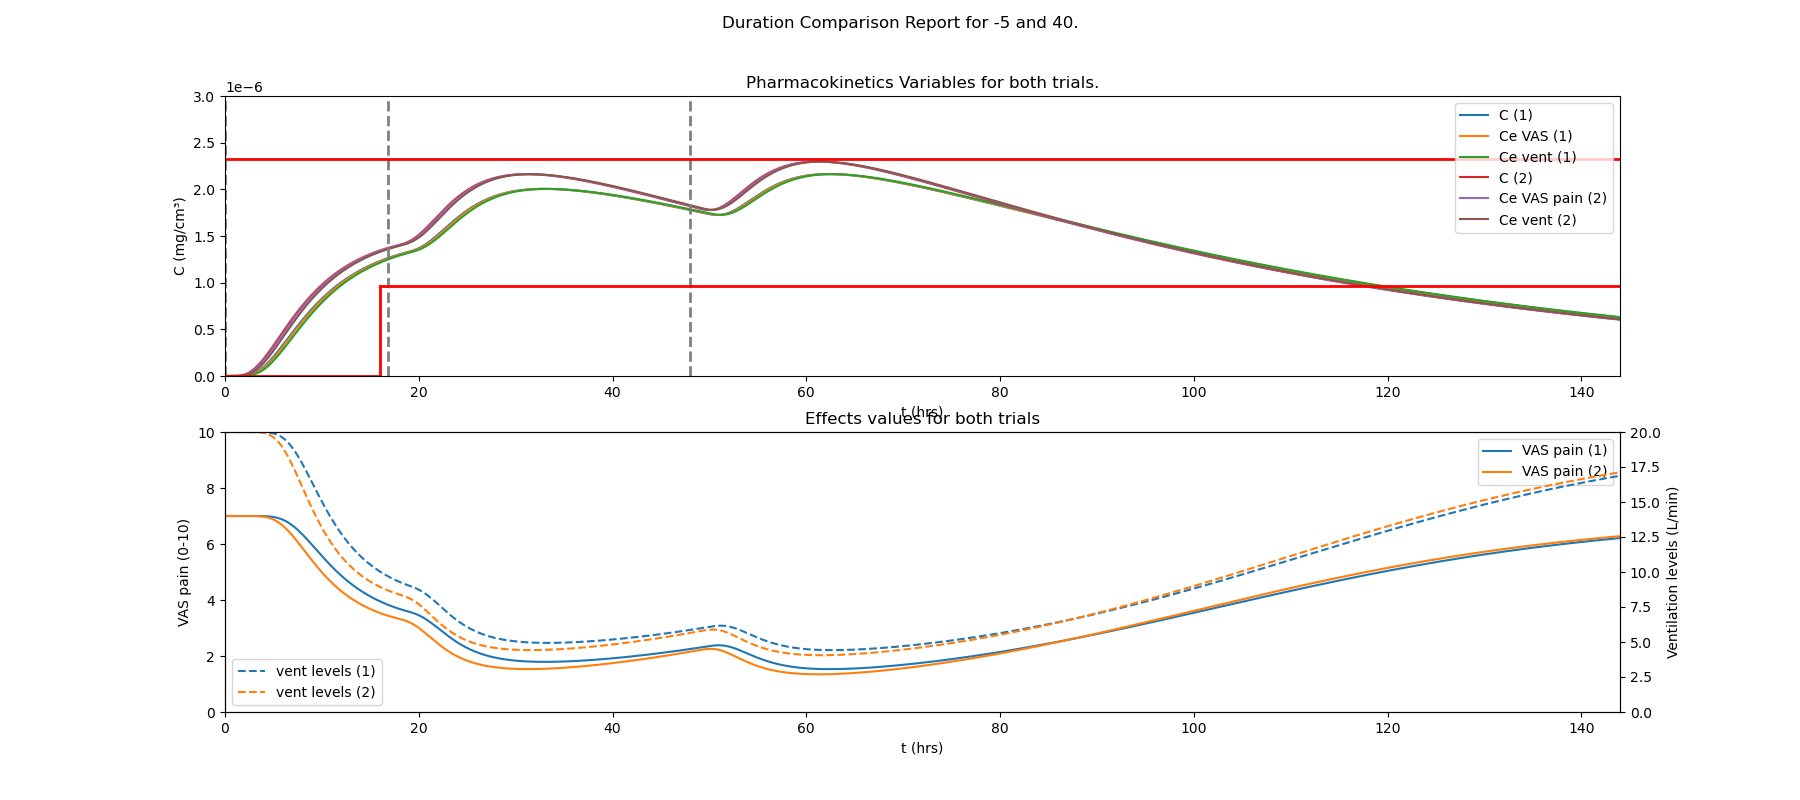 Duration Comparison Report for -5 and 40.
Pharmacokinetics Variables for both trials.
1e−6
3.0
2.5
2.0
1.5
1.0
0.5
0.0
C (mg/cm³)
C (1)
Ce VAS (1)
Ce vent (1)
C (2)
Ce VAS pain (2)
Ce vent (2)
0 20 40 60 80 100 120 140
t (hrs)
Effects values for both trials
10
8
6
4
2
0
VAS pain (0-10)
VAS pain (1)
VAS pain (2)
vent levels (1)
vent levels (2)
20.0
17.5
15.0
12.5
10.0
7.5
5.0
2.5
0.0
Ventilation levels (L/min)
0 20 40 60 80 100 120 140
t (hrs)